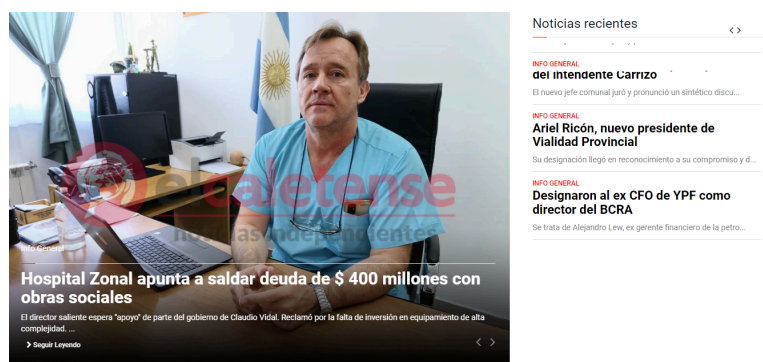 elcaletense
noticias independientes
Info General
Hospital Zonal apunta a saldar deuda de $ 400 millones con
obras sociales
El director saliente espera "apoyo" de parte del gobierno de Claudio Vidal. Reclamó por la falta de inversión en equipamiento de alta
complejidad. ...
Seguir Leyendo
Noticias recientes
INFO GENERAL
del intendente Carrizo
El nuevo jefe comunal juró y pronunció un sintético discu...
INFO GENERAL
Ariel Ricón, nuevo presidente de
Vialidad Provincial
Su designación llegó en reconocimiento a su compromiso y d...
INFO GENERAL
Designaron al ex CFO de YPF como
director del BCRA
Se trata de Alejandro Lew, ex gerente financiero de la petro...